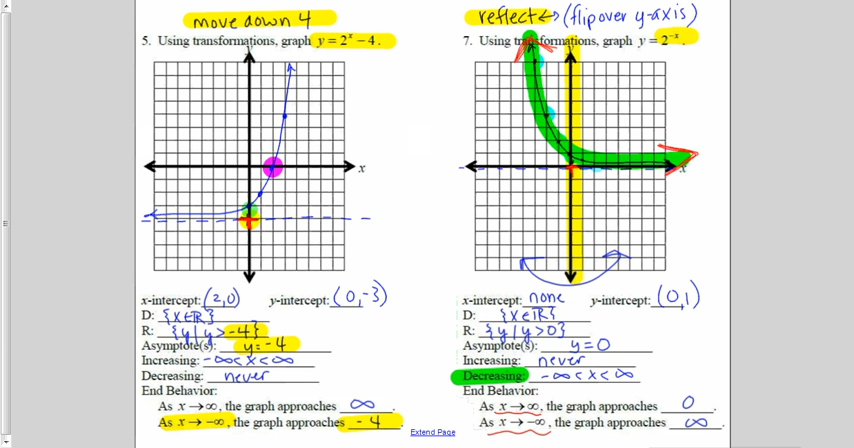 move down 4
5. Using transformations, graph y = 2^x − 4.
x
x-intercept: (2,0) y-intercept: (0,-3)
D: {x∈ℝ}
R: {y | y > -4}
Asymptote(s): y = -4
Increasing: -∞ < x < ∞
Decreasing: never
End Behavior:
As x → ∞, the graph approaches ∞.
As x → −∞, the graph approaches -4.
reflect ↔ (flip over y-axis)
7. Using transformations, graph y = 2^−x.
x
x-intercept: none y-intercept: (0,1)
D: {x∈ℝ}
R: {y | y > 0}
Asymptote(s): y = 0
Increasing: never
Decreasing: -∞ < x < ∞
End Behavior:
As x → ∞, the graph approaches 0.
As x → −∞, the graph approaches ∞.
Extend Page